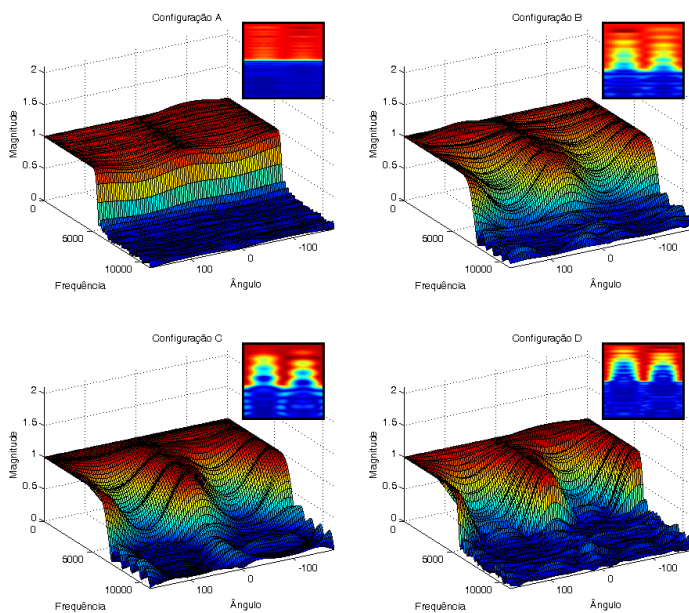 Configuração A
2
1.5
1
0.5
0
Magnitude
0
5000
10000
Frequência
100
0
-100
Ângulo
Configuração B
2
1.5
1
0.5
0
Magnitude
0
5000
10000
Frequência
100
0
-100
Ângulo
Configuração C
2
1.5
1
0.5
0
Magnitude
0
5000
10000
Frequência
100
0
-100
Ângulo
Configuração D
2
1.5
1
0.5
0
Magnitude
0
5000
10000
Frequência
100
0
-100
Ângulo